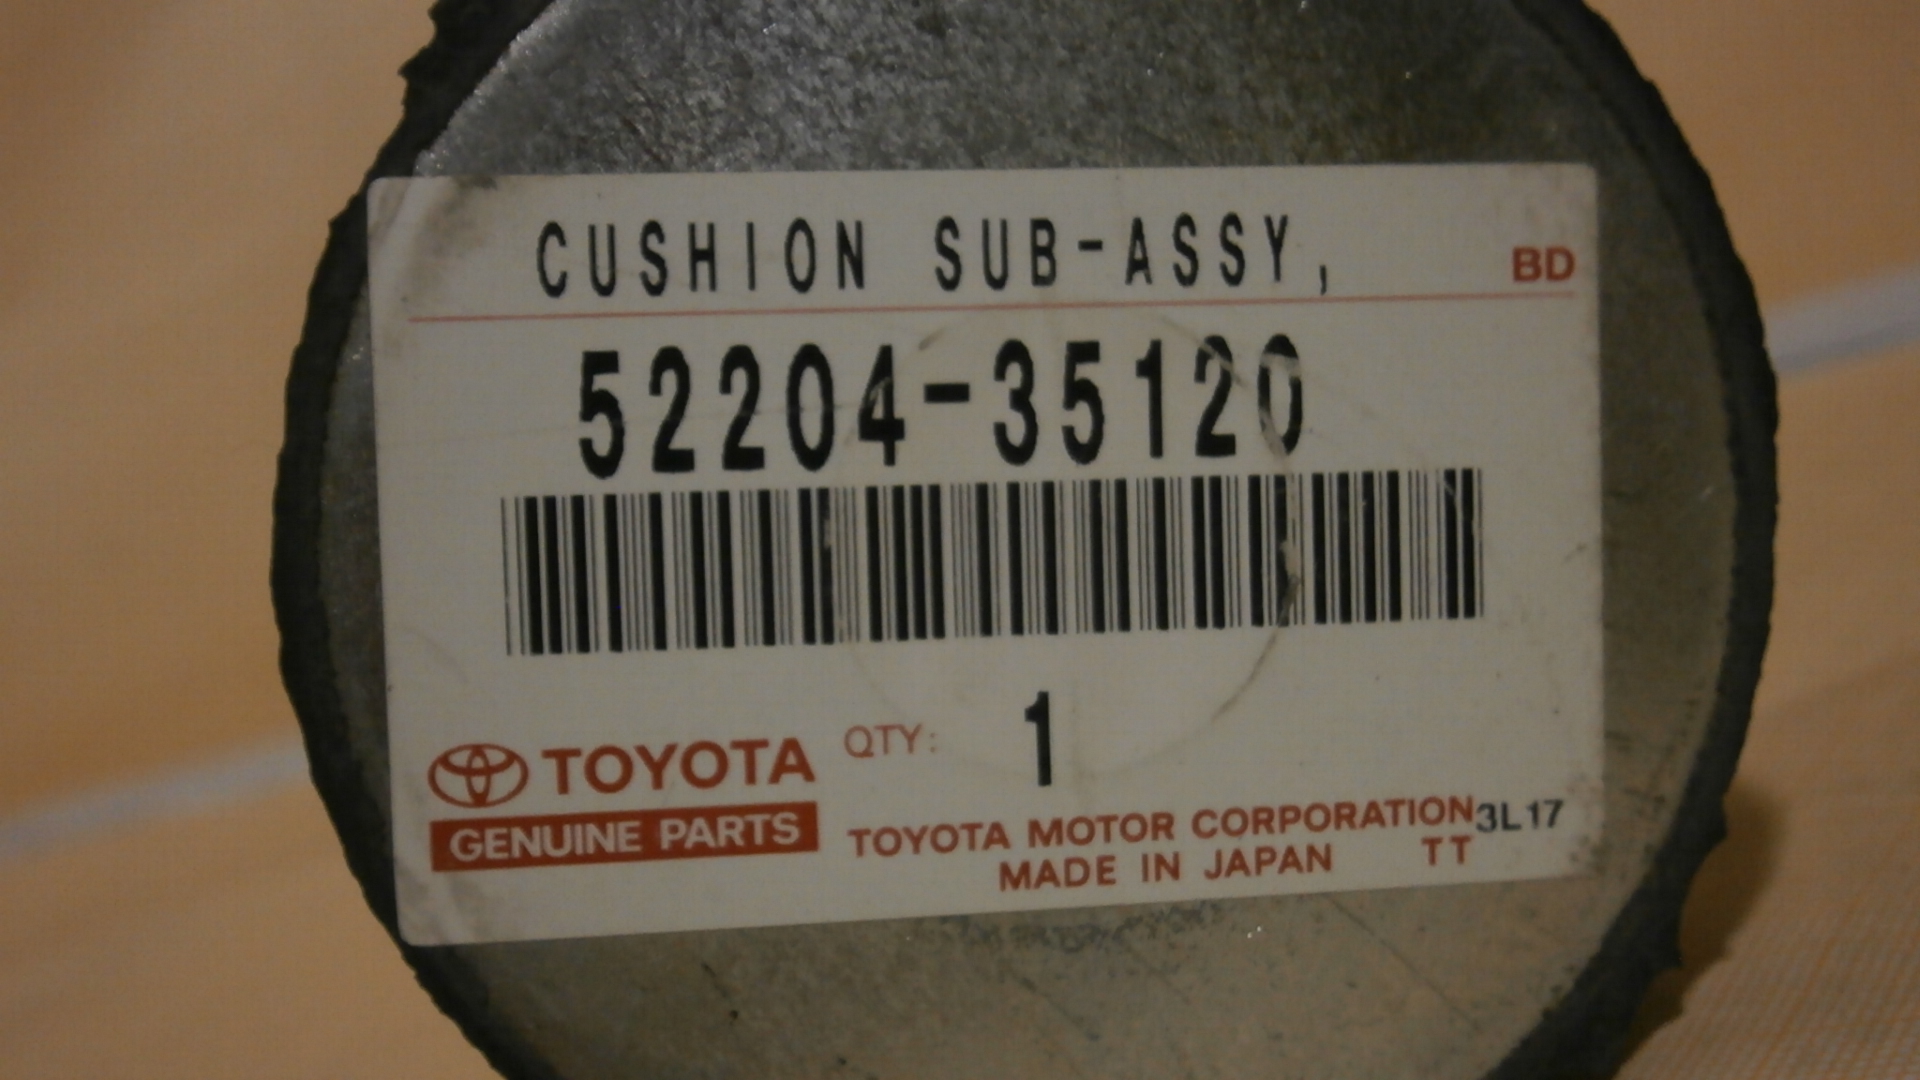 CUSHION SUB-ASSY,
BD
52204-35120
TOYOTA
QTY: 1
GENUINE PARTS
TOYOTA MOTOR CORPORATION 3L17
MADE IN JAPAN TT